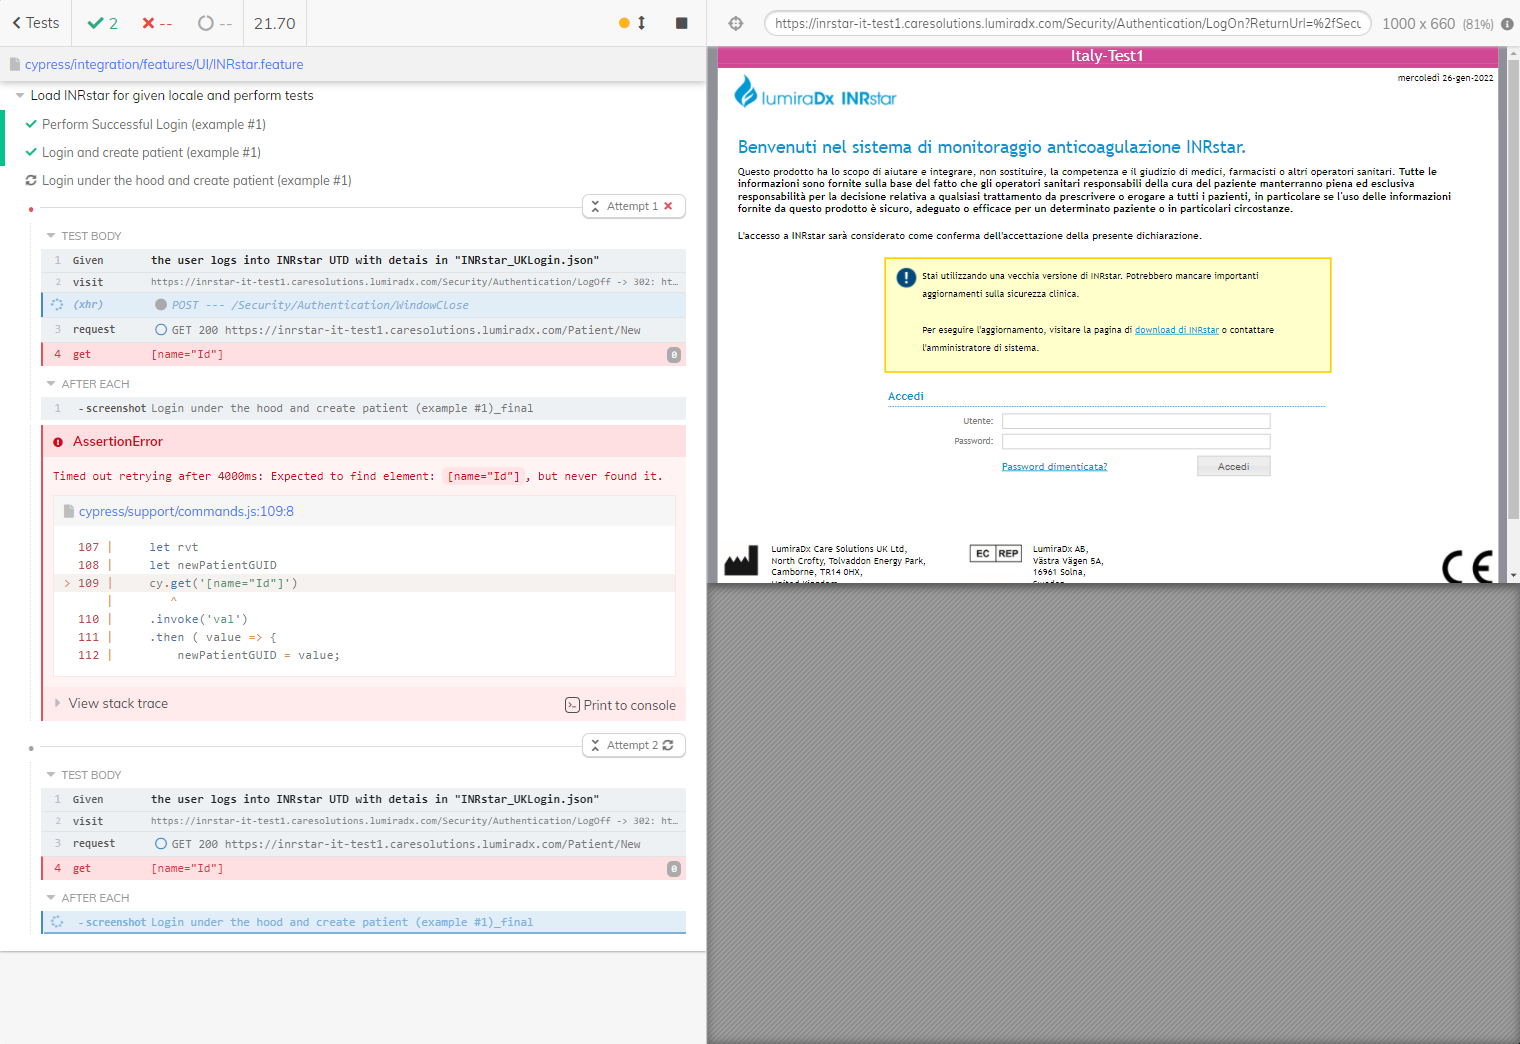 Tests
2
--
--
21.70
cypress/integration/features/UI/INRstar.feature
Load INRstar for given locale and perform tests
Perform Successful Login (example #1)
Login and create patient (example #1)
Login under the hood and create patient (example #1)
Attempt 1
TEST BODY
1 Given the user logs into INRstar UTD with detais in "INRstar_UKLogin.json"
2 visit https://inrstar-it-test1.caresolutions.lumiradx.com/Security/Authentication/LogOff -> 302: ht…
(xhr) POST --- /Security/Authentication/WindowClose
3 request GET 200 https://inrstar-it-test1.caresolutions.lumiradx.com/Patient/New
4 get [name="Id"] 0
AFTER EACH
1 -screenshot Login under the hood and create patient (example #1)_final
AssertionError
Timed out retrying after 4000ms: Expected to find element: [name="Id"], but never found it.
cypress/support/commands.js:109:8
107 | let rvt
108 | let newPatientGUID
> 109 | cy.get('[name="Id"]')
| ^
110 | .invoke('val')
111 | .then ( value => {
112 | newPatientGUID = value;
View stack trace
Print to console
Attempt 2
TEST BODY
1 Given the user logs into INRstar UTD with detais in "INRstar_UKLogin.json"
2 visit https://inrstar-it-test1.caresolutions.lumiradx.com/Security/Authentication/LogOff -> 302: ht…
3 request GET 200 https://inrstar-it-test1.caresolutions.lumiradx.com/Patient/New
4 get [name="Id"] 0
AFTER EACH
-screenshot Login under the hood and create patient (example #1)_final
https://inrstar-it-test1.caresolutions.lumiradx.com/Security/Authentication/LogOn?ReturnUrl=%2fSecu
1000 x 660 (81%)
Italy-Test1
mercoledì 26-gen-2022
lumiraDx INRstar
Benvenuti nel sistema di monitoraggio anticoagulazione INRstar.
Questo prodotto ha lo scopo di aiutare e integrare, non sostituire, la competenza e il giudizio di medici, farmacisti o altri operatori sanitari. Tutte le
informazioni sono fornite sulla base del fatto che gli operatori sanitari responsabili della cura del paziente manterranno piena ed esclusiva
responsabilità per la decisione relativa a qualsiasi trattamento da prescrivere o erogare a tutti i pazienti, in particolare se l'uso delle informazioni
fornite da questo prodotto è sicuro, adeguato o efficace per un determinato paziente o in particolari circostanze.
L'accesso a INRstar sarà considerato come conferma dell'accettazione della presente dichiarazione.
Stai utilizzando una vecchia versione di INRstar. Potrebbero mancare importanti
aggiornamenti sulla sicurezza clinica.
Per eseguire l'aggiornamento, visitare la pagina di download di INRstar o contattare
l'amministratore di sistema.
Accedi
Utente:
Password:
Password dimenticata?
Accedi
LumiraDx Care Solutions UK Ltd,
North Crofty, Tolvaddon Energy Park,
Camborne, TR14 0HX,
United Kingdom
EC REP
LumiraDx AB,
Västra Vägen 5A,
16961 Solna,
Sweden
CE